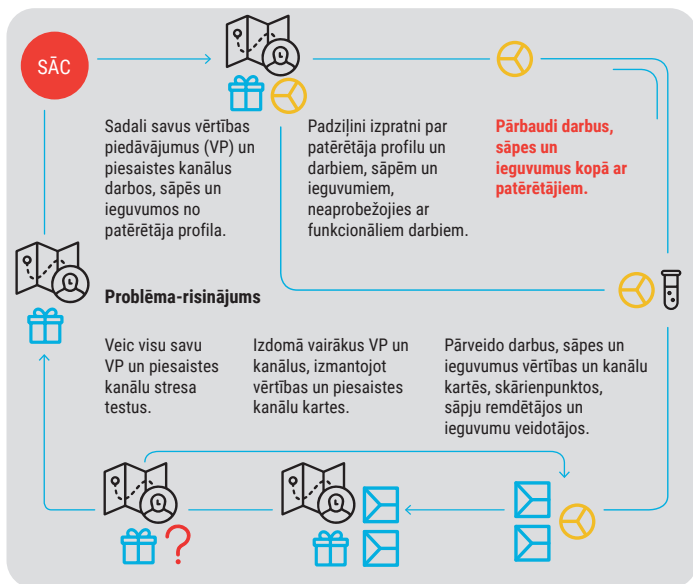 SĀC
Sadali savus vērtības
piedāvājumus (VP) un
piesaistes kanālus
darbos, sāpēs un
ieguvumos no
patērētāja profila.
Padziļini izpratni par
patērētāja profilu un
darbiem, sāpēm un
ieguvumiem,
neaprobežojies ar
funkcionāliem darbiem.
Pārbaudi darbus,
sāpes un
ieguvumus kopā ar
patērētājiem.
Problēma-risinājums
Veic visu savu
VP un piesaistes
kanālu stresa
testus.
Izdomā vairākus VP un
kanālus, izmantojot
vērtības un piesaistes
kanālu kartes.
Pārveido darbus, sāpes un
ieguvumus vērtības un kanālu
kartēs, skārienpunktos,
sāpju remdētājos un
ieguvumu veidotājos.
?